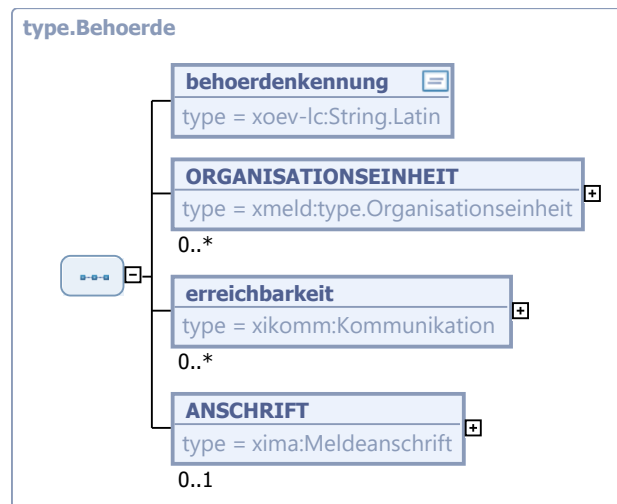 type.Behoerde
behoerdenkennung
type = xoev-lc:String.Latin
ORGANISATIONSEINHEIT
type = xmeld:type.Organisationseinheit
0..*
erreichbarkeit
type = xikomm:Kommunikation
0..*
ANSCHRIFT
type = xima:Meldeanschrift
0..1